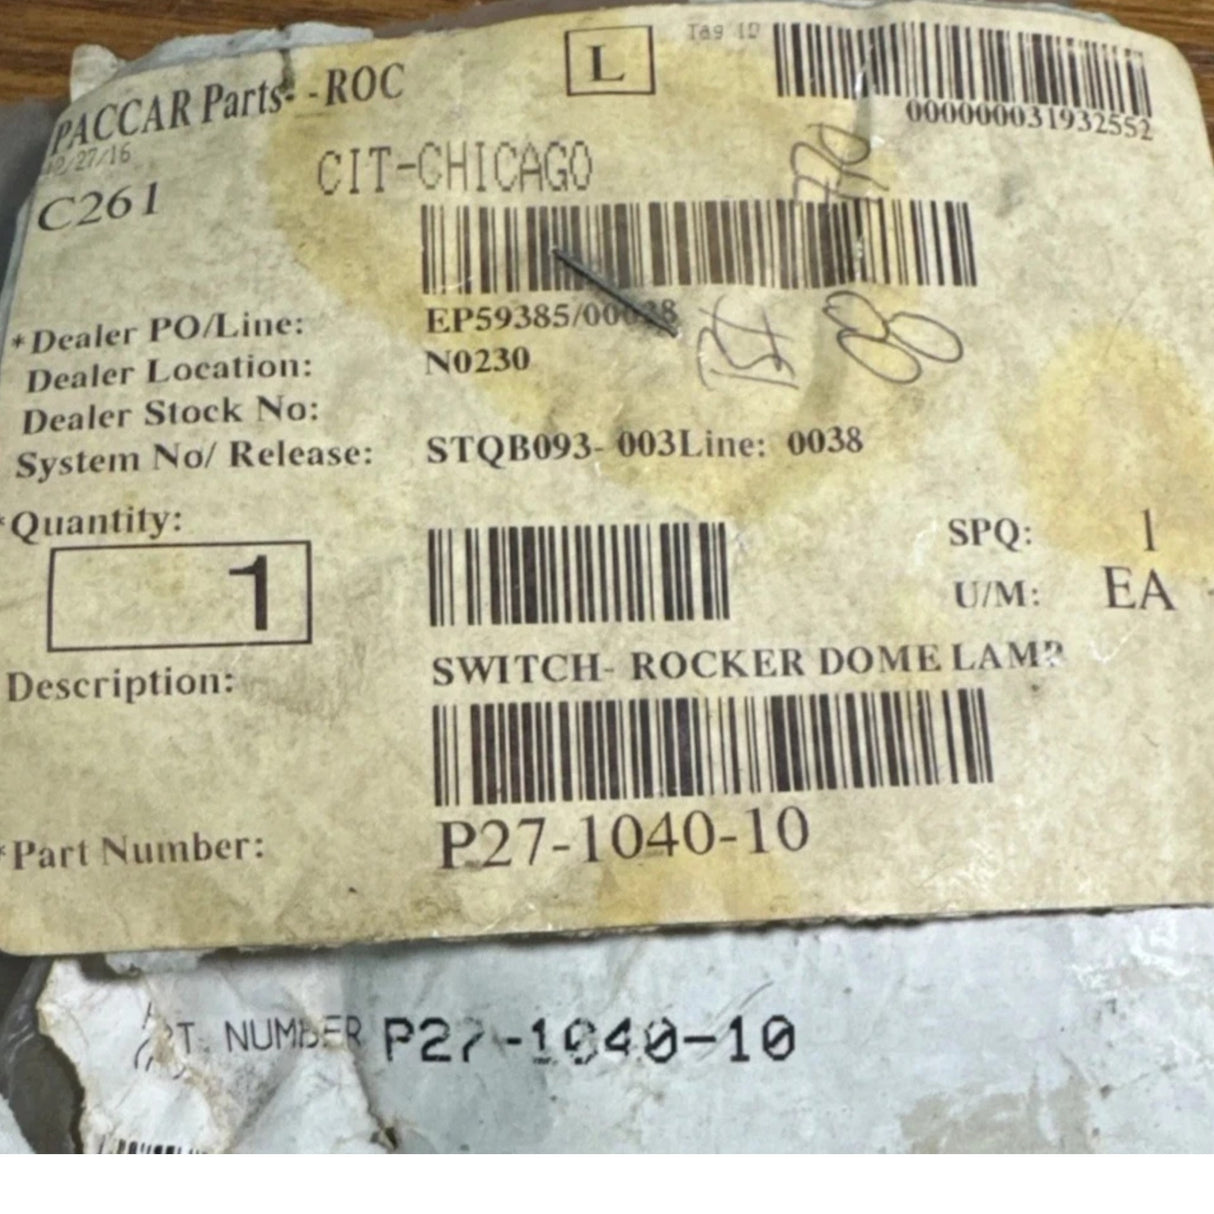 PACCAR Parts- -ROC
L
Tag ID
000000031932552
/27/16
CIT-CHICAGO
C261
*Dealer PO/Line: EP59385/00038
Dealer Location: N0230
Dealer Stock No:
System No/ Release: STQB093- 003Line: 0038
*Quantity:
1
SPQ: 1
U/M: EA
Description: SWITCH- ROCKER DOME LAMP
*Part Number: P27-1040-10
NUMBER P27-1040-10